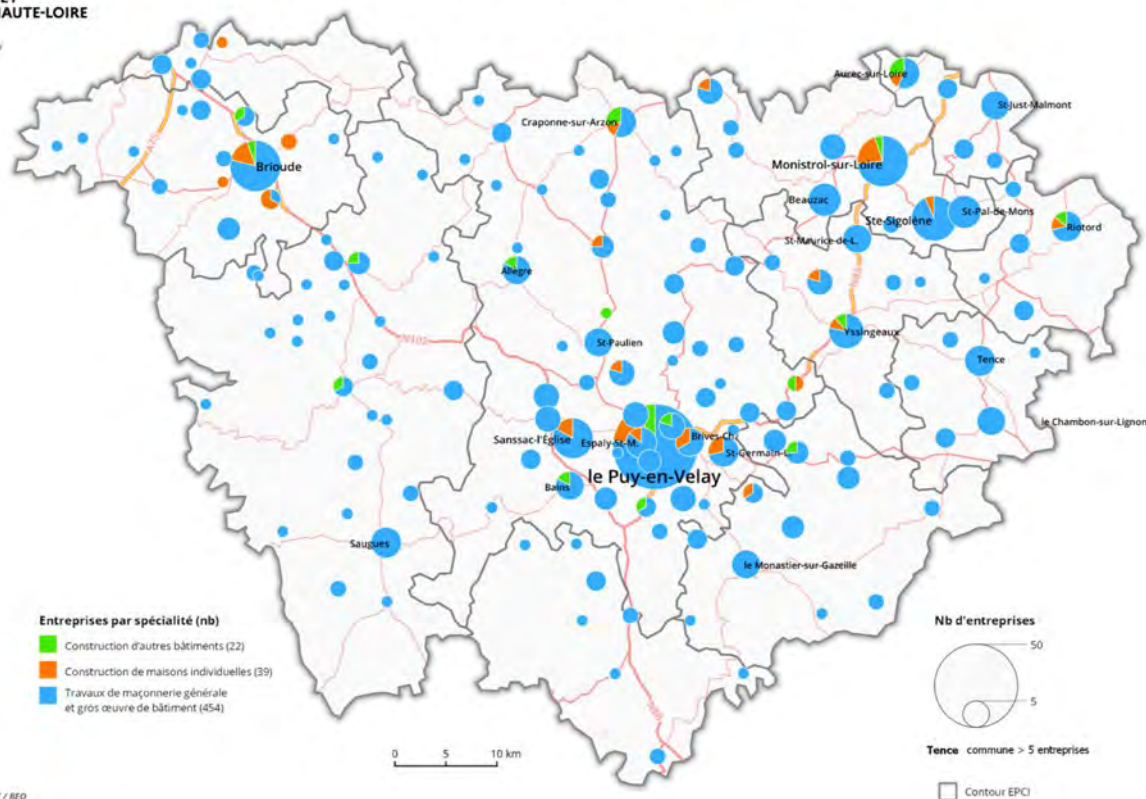 HAUTE-LOIRE
Aurec-sur-Loire
St-Just-Malmont
Craponne-sur-Arzon
Brioude
Monistrol-sur-Loire
Beauzac
Ste-Sigolène
St-Pal-de-Mons
Riotord
St-Maurice-de-L.
Allègre
N102
Yssingeaux
St-Paulien
Tence
le Chambon-sur-Lignon
Sanssac-l'Église
Espaly-St-M.
Brives-Ch.
St-Germain-L.
le Puy-en-Velay
Bains
Saugues
le Monastier-sur-Gazeille
Entreprises par spécialité (nb)
Construction d'autres bâtiments (22)
Construction de maisons individuelles (39)
Travaux de maçonnerie générale
et gros œuvre de bâtiment (454)
0 5 10 km
Nb d'entreprises
50
5
Tence commune > 5 entreprises
Contour EPCI